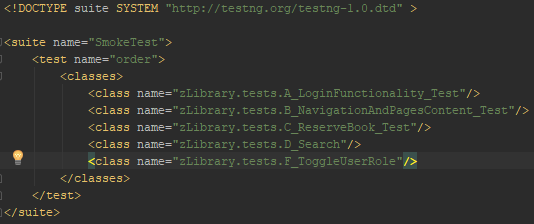 <!DOCTYPE suite SYSTEM "http://testng.org/testng-1.0.dtd" >
<suite name="SmokeTest">
<test name="order">
<classes>
<class name="zLibrary.tests.A_LoginFunctionality_Test"/>
<class name="zLibrary.tests.B_NavigationAndPagesContent_Test"/>
<class name="zLibrary.tests.C_ReserveBook_Test"/>
<class name="zLibrary.tests.D_Search"/>
<class name="zLibrary.tests.F_ToggleUserRole"/>
</classes>
</test>
</suite>